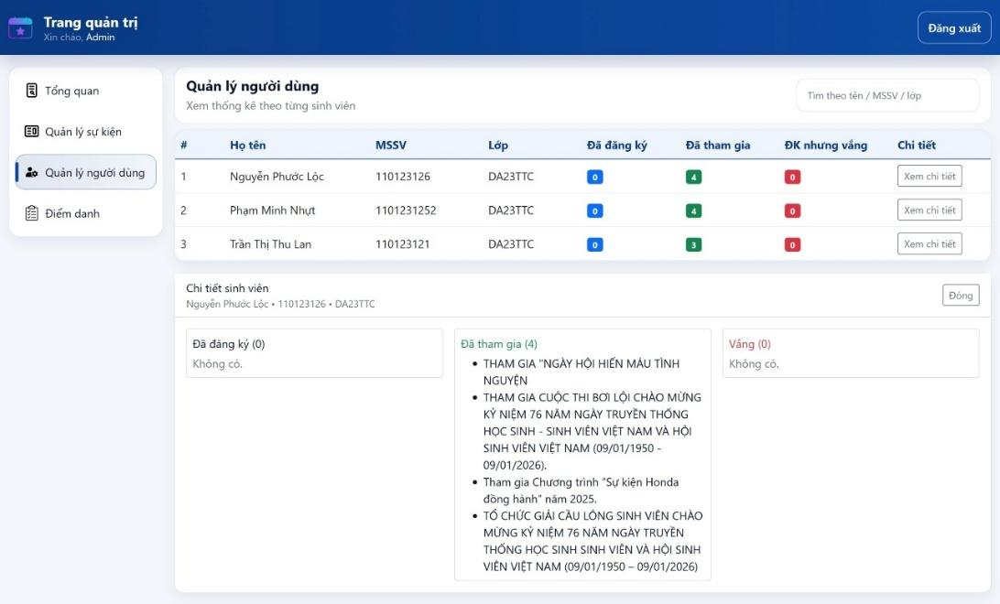 Trang quản trị
Xin chào, Admin
Đăng xuất
Tổng quan
Quản lý sự kiện
Quản lý người dùng
Điểm danh
Quản lý người dùng
Xem thống kê theo từng sinh viên
Tìm theo tên / MSSV / lớp
# Họ tên MSSV Lớp Đã đăng ký Đã tham gia ĐK nhưng vắng Chi tiết
1 Nguyễn Phước Lộc 110123126 DA23TTC 0 4 0 Xem chi tiết
2 Phạm Minh Nhựt 1101231252 DA23TTC 0 4 0 Xem chi tiết
3 Trần Thị Thu Lan 110123121 DA23TTC 0 3 0 Xem chi tiết
Chi tiết sinh viên
Nguyễn Phước Lộc • 110123126 • DA23TTC
Đóng
Đã đăng ký (0)
Không có.
Đã tham gia (4)
• THAM GIA "NGÀY HỘI HIẾN MÁU TÌNH
NGUYỆN
• THAM GIA CUỘC THI BƠI LỘI CHÀO MỪNG
KỶ NIỆM 76 NĂM NGÀY TRUYỀN THỐNG
HỌC SINH - SINH VIÊN VIỆT NAM VÀ HỘI
SINH VIÊN VIỆT NAM (09/01/1950 -
09/01/2026).
• Tham gia Chương trình "Sự kiện Honda
đồng hành" năm 2025.
• TỔ CHỨC GIẢI CẦU LÔNG SINH VIÊN CHÀO
MỪNG KỶ NIỆM 76 NĂM NGÀY TRUYỀN
THỐNG HỌC SINH SINH VIÊN VÀ HỘI SINH
VIÊN VIỆT NAM (09/01/1950 – 09/01/2026)
Vắng (0)
Không có.